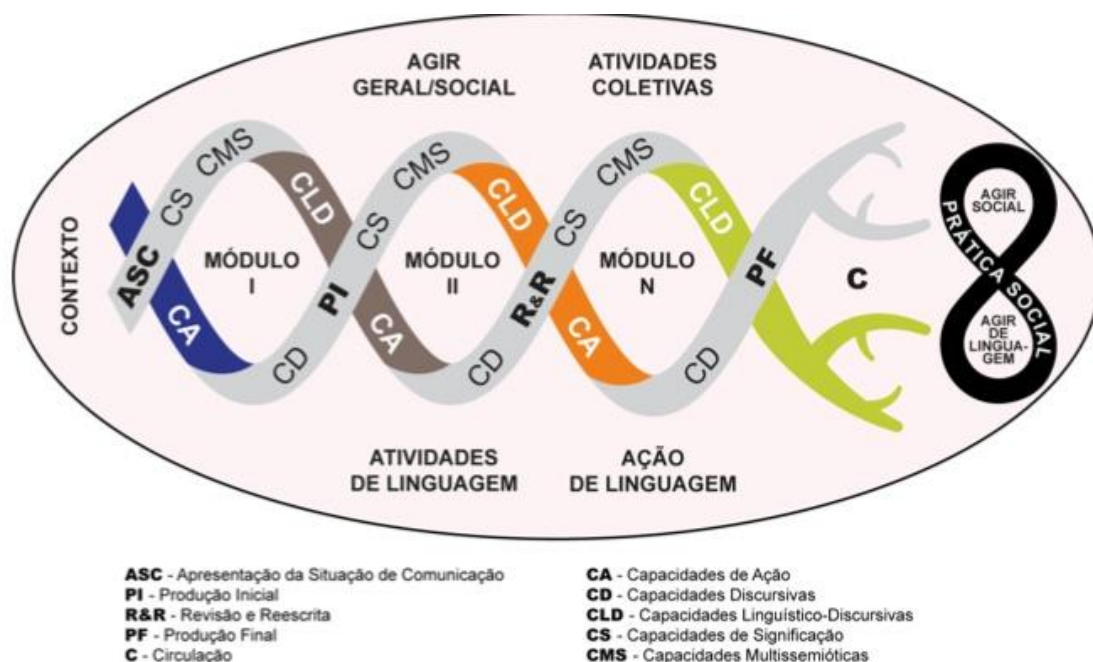 AGIR
GERAL/SOCIAL
ATIVIDADES
COLETIVAS
CONTEXTO
ASC
CS
CMS
CA
CD
CLD
MÓDULO
I
PI
CS
CMS
CA
CD
CLD
MÓDULO
II
R&R
CS
CMS
CA
CD
CLD
MÓDULO
N
PF
C
AGIR
SOCIAL
PRÁTICA SOCIAL
AGIR
DE
LINGUA-
GEM
ATIVIDADES
DE LINGUAGEM
AÇÃO
DE LINGUAGEM
ASC - Apresentação da Situação de Comunicação
PI - Produção Inicial
R&R - Revisão e Reescrita
PF - Produção Final
C - Circulação
CA - Capacidades de Ação
CD - Capacidades Discursivas
CLD - Capacidades Linguístico-Discursivas
CS - Capacidades de Significação
CMS - Capacidades Multissemióticas